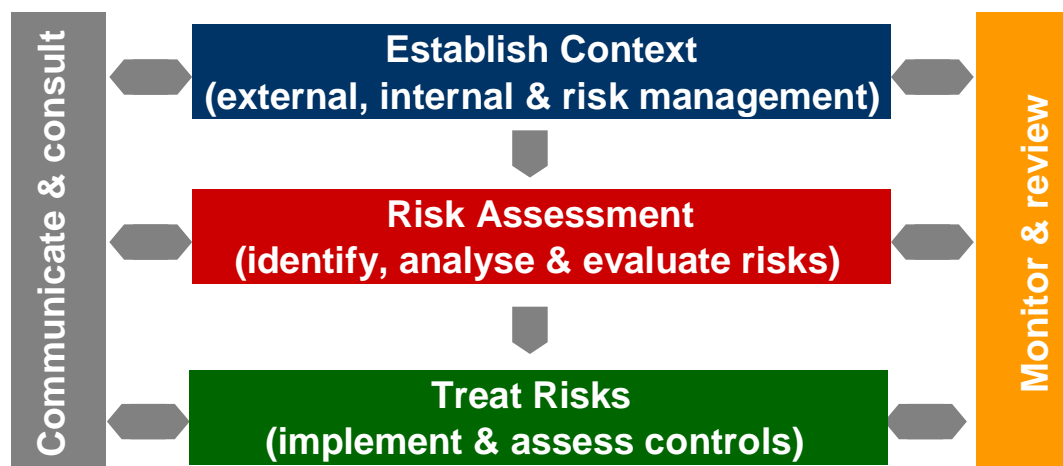 Communicate & consult
Establish Context
(external, internal & risk management)
Risk Assessment
(identify, analyse & evaluate risks)
Treat Risks
(implement & assess controls)
Monitor & review